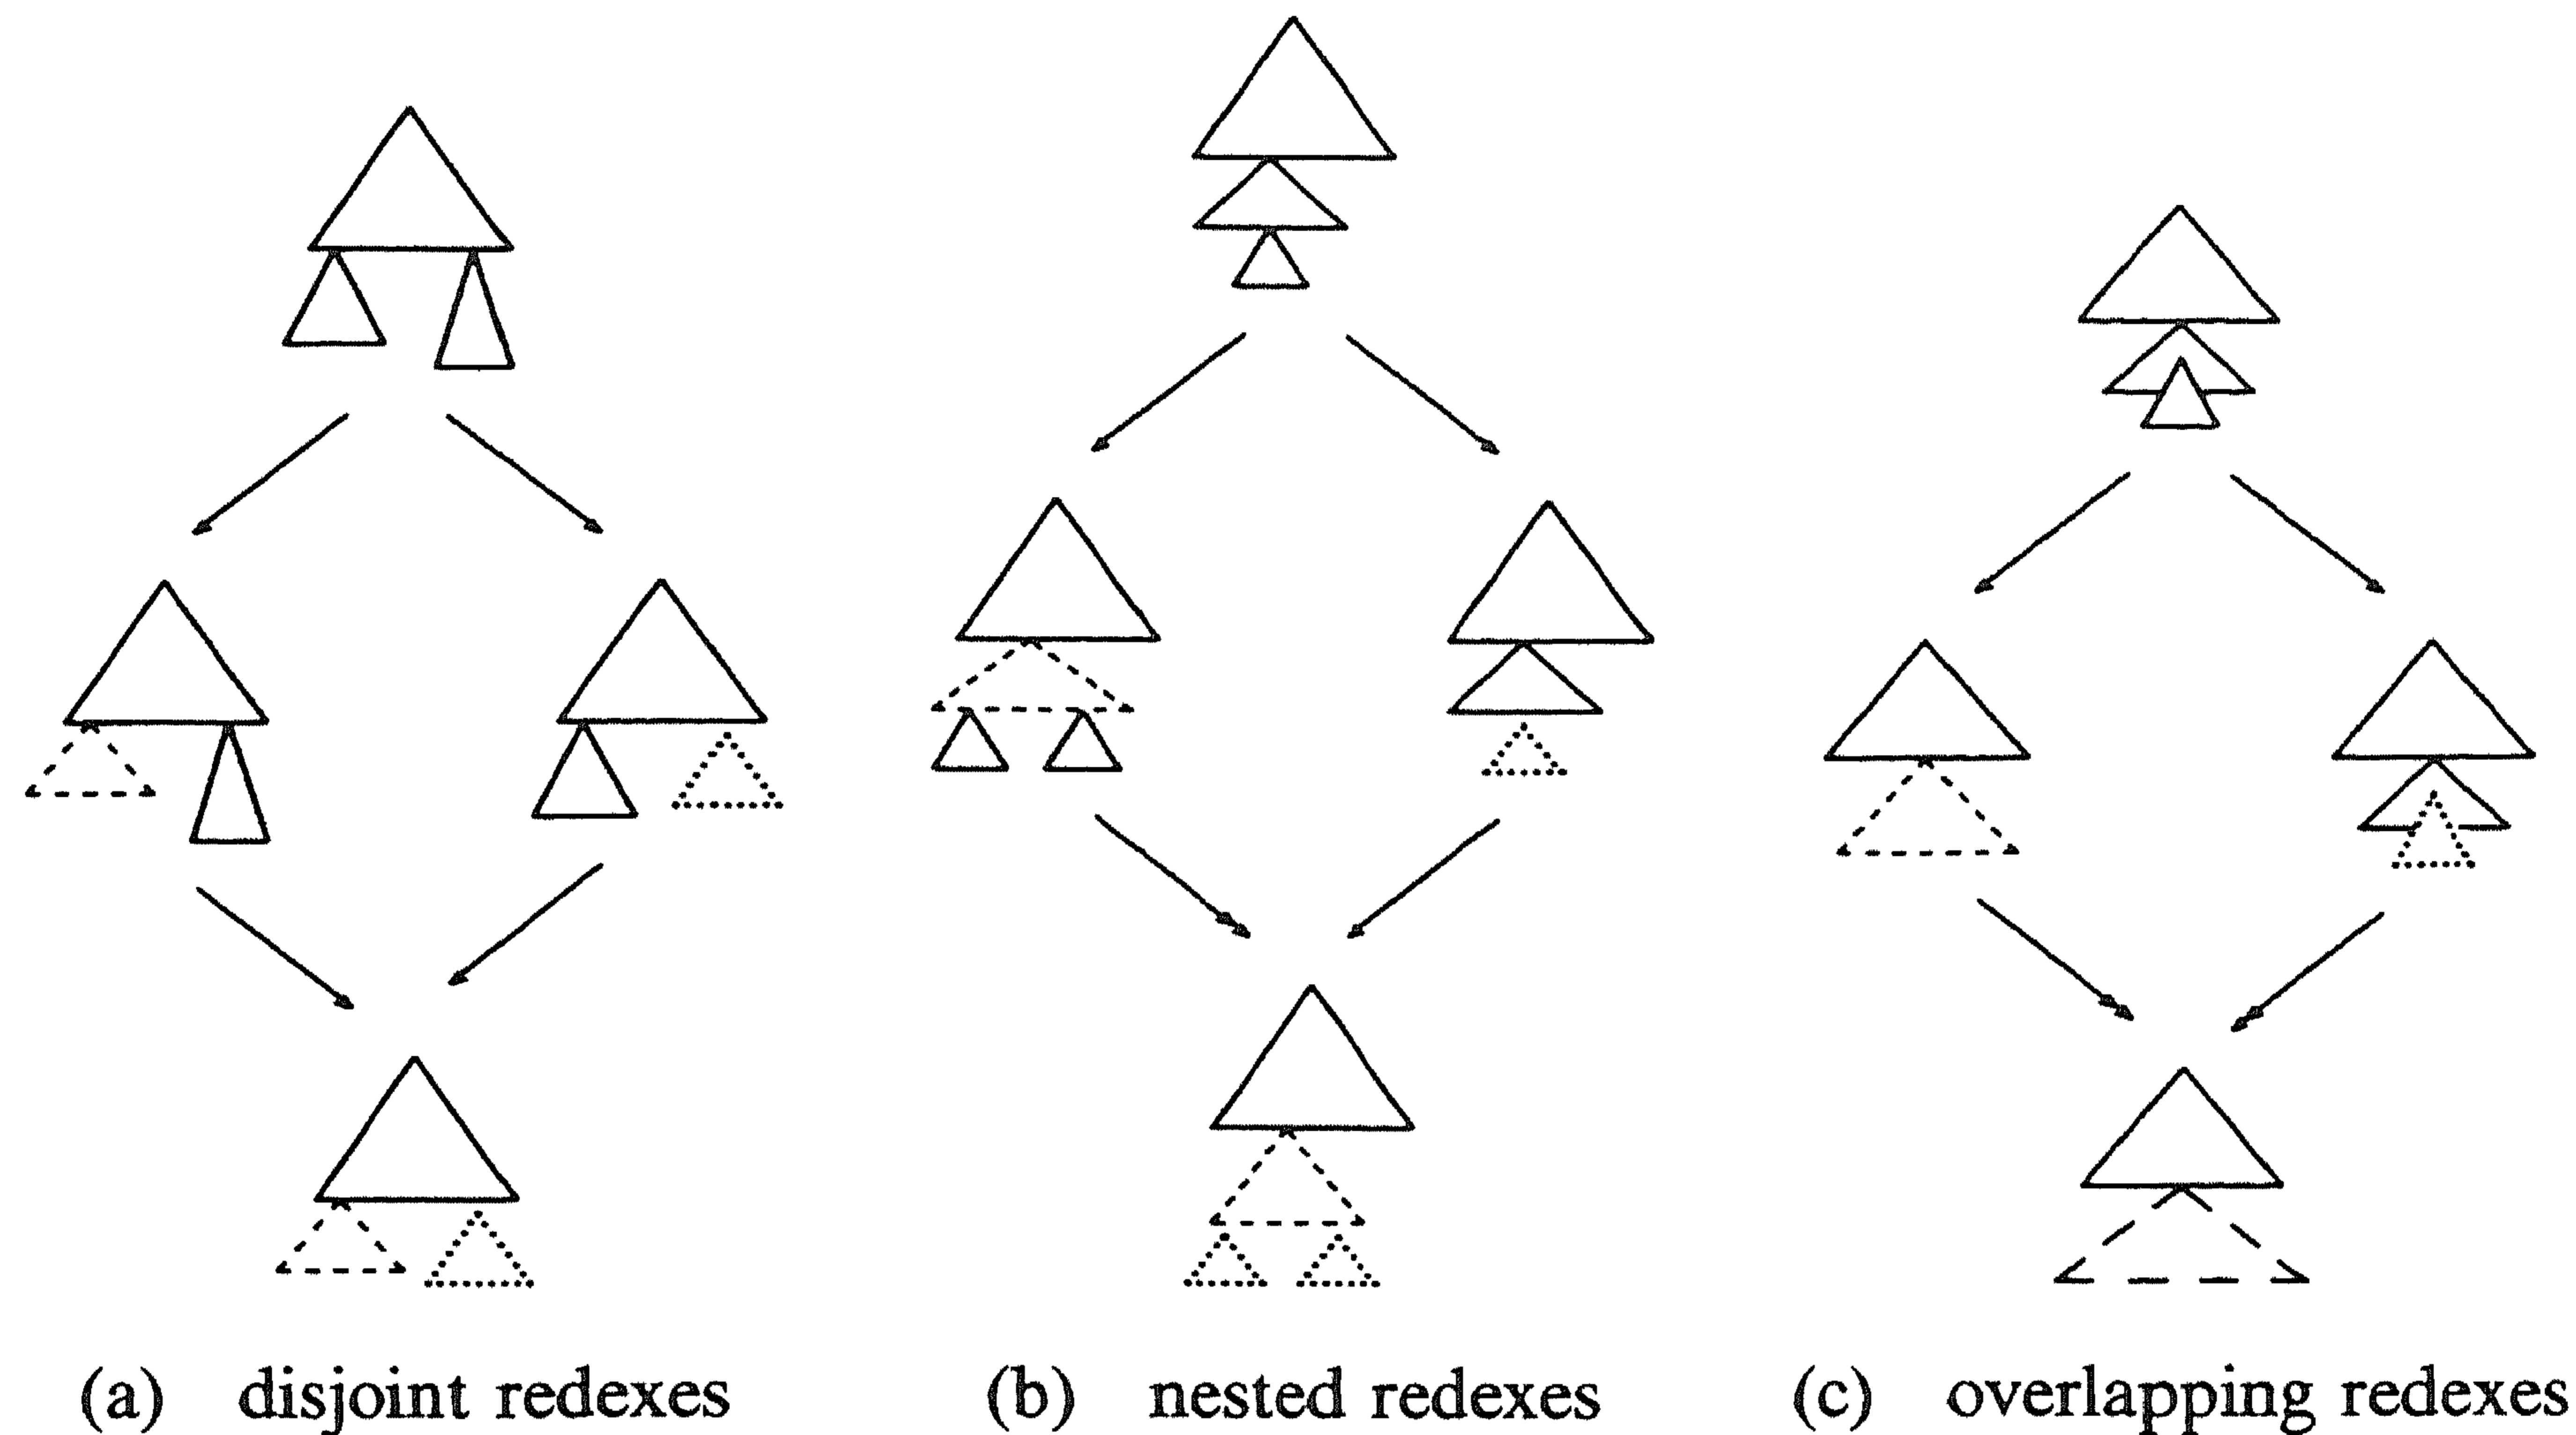 (a) disjoint redexes
(b) nested redexes
(c) overlapping redexes